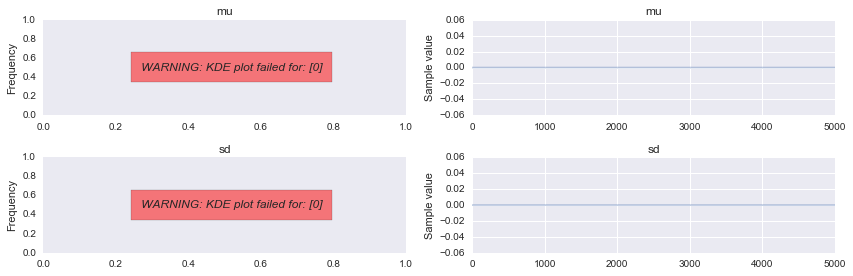 mu
Frequency
1.0
0.8
0.6
0.4
0.2
0.0
WARNING: KDE plot failed for: [0]
0.0 0.2 0.4 0.6 0.8 1.0
mu
Sample value
0.06
0.04
0.02
0.00
−0.02
−0.04
−0.06
0 1000 2000 3000 4000 5000
sd
Frequency
1.0
0.8
0.6
0.4
0.2
0.0
WARNING: KDE plot failed for: [0]
0.0 0.2 0.4 0.6 0.8 1.0
sd
Sample value
0.06
0.04
0.02
0.00
−0.02
−0.04
−0.06
0 1000 2000 3000 4000 5000